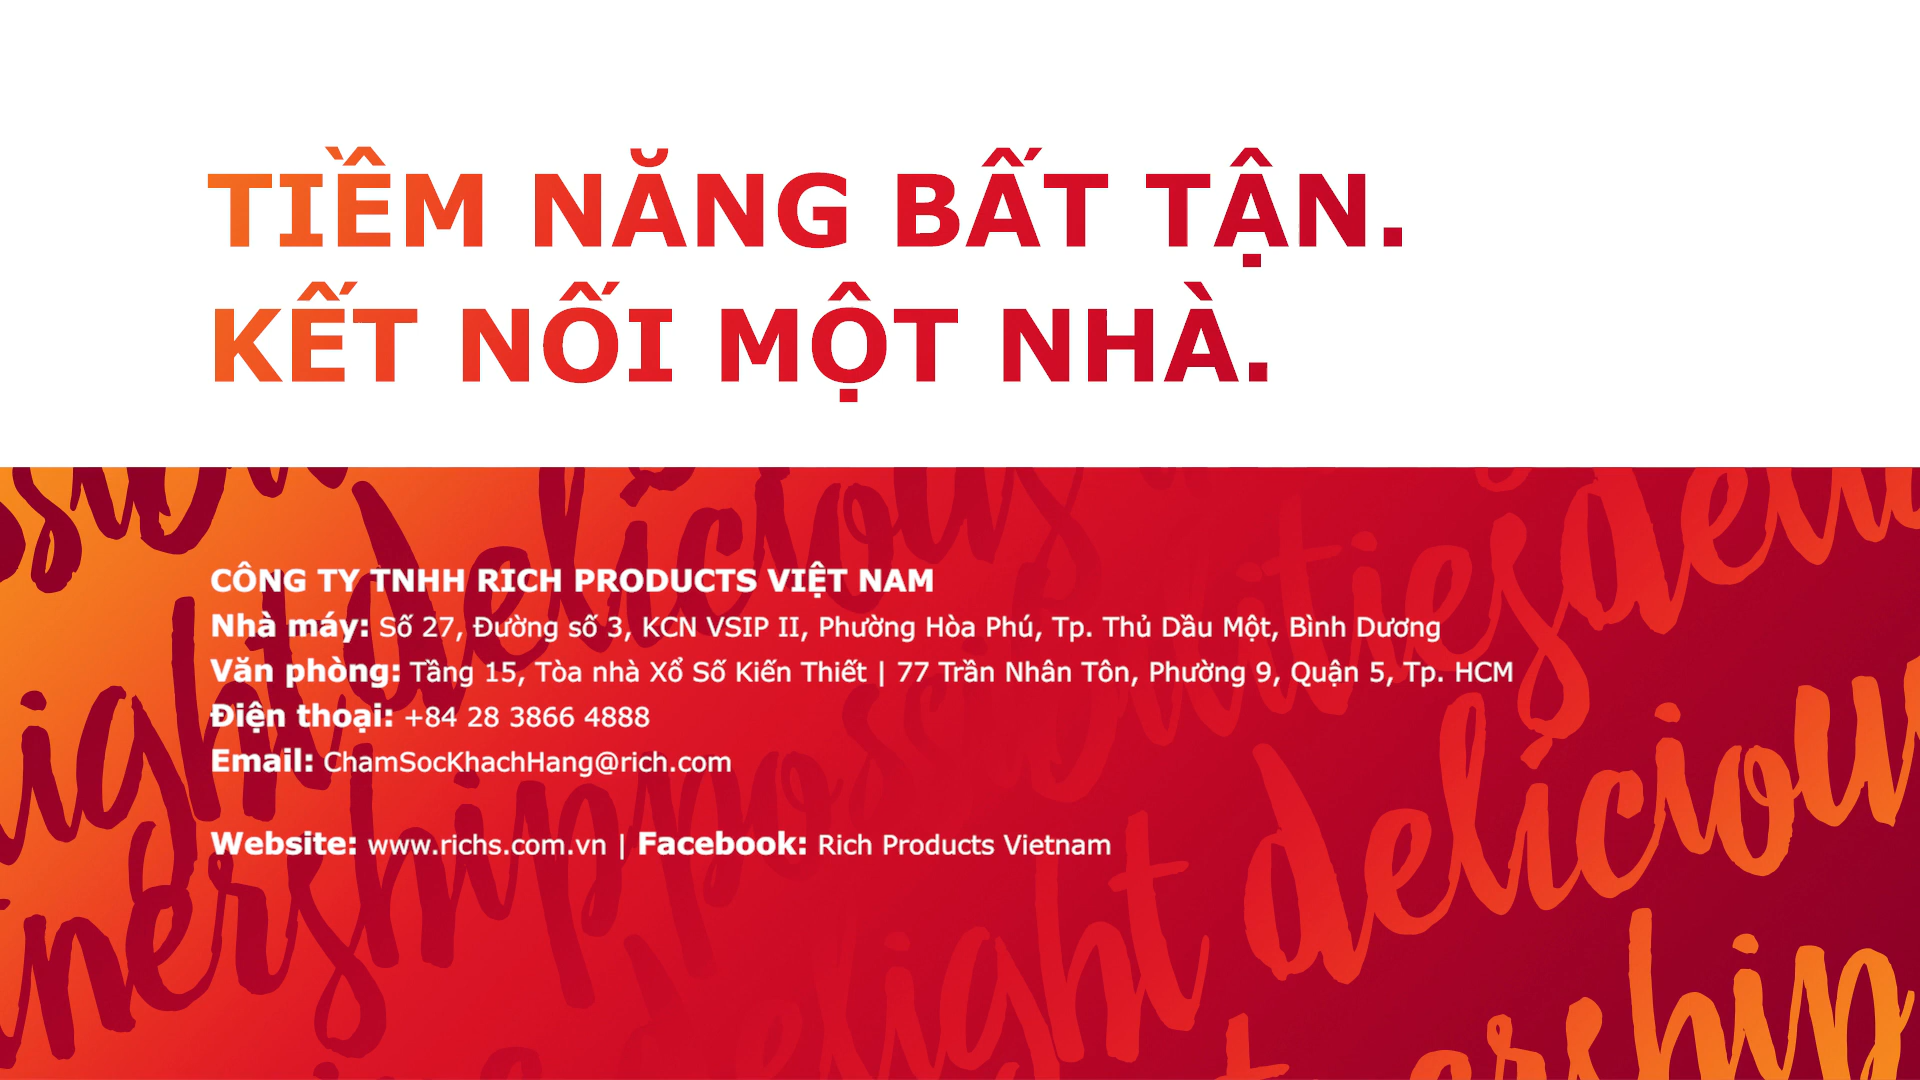 TIỀM NĂNG BẤT TẬN.
KẾT NỐI MỘT NHÀ.
CÔNG TY TNHH RICH PRODUCTS VIỆT NAM
Nhà máy: Số 27, Đường số 3, KCN VSIP II, Phường Hòa Phú, Tp. Thủ Dầu Một, Bình Dương
Văn phòng: Tầng 15, Tòa nhà Xổ Số Kiến Thiết | 77 Trần Nhân Tôn, Phường 9, Quận 5, Tp. HCM
Điện thoại: +84 28 3866 4888
Email: ChamSocKhachHang@rich.com
Website: www.richs.com.vn | Facebook: Rich Products Vietnam
delicious
delight delicious